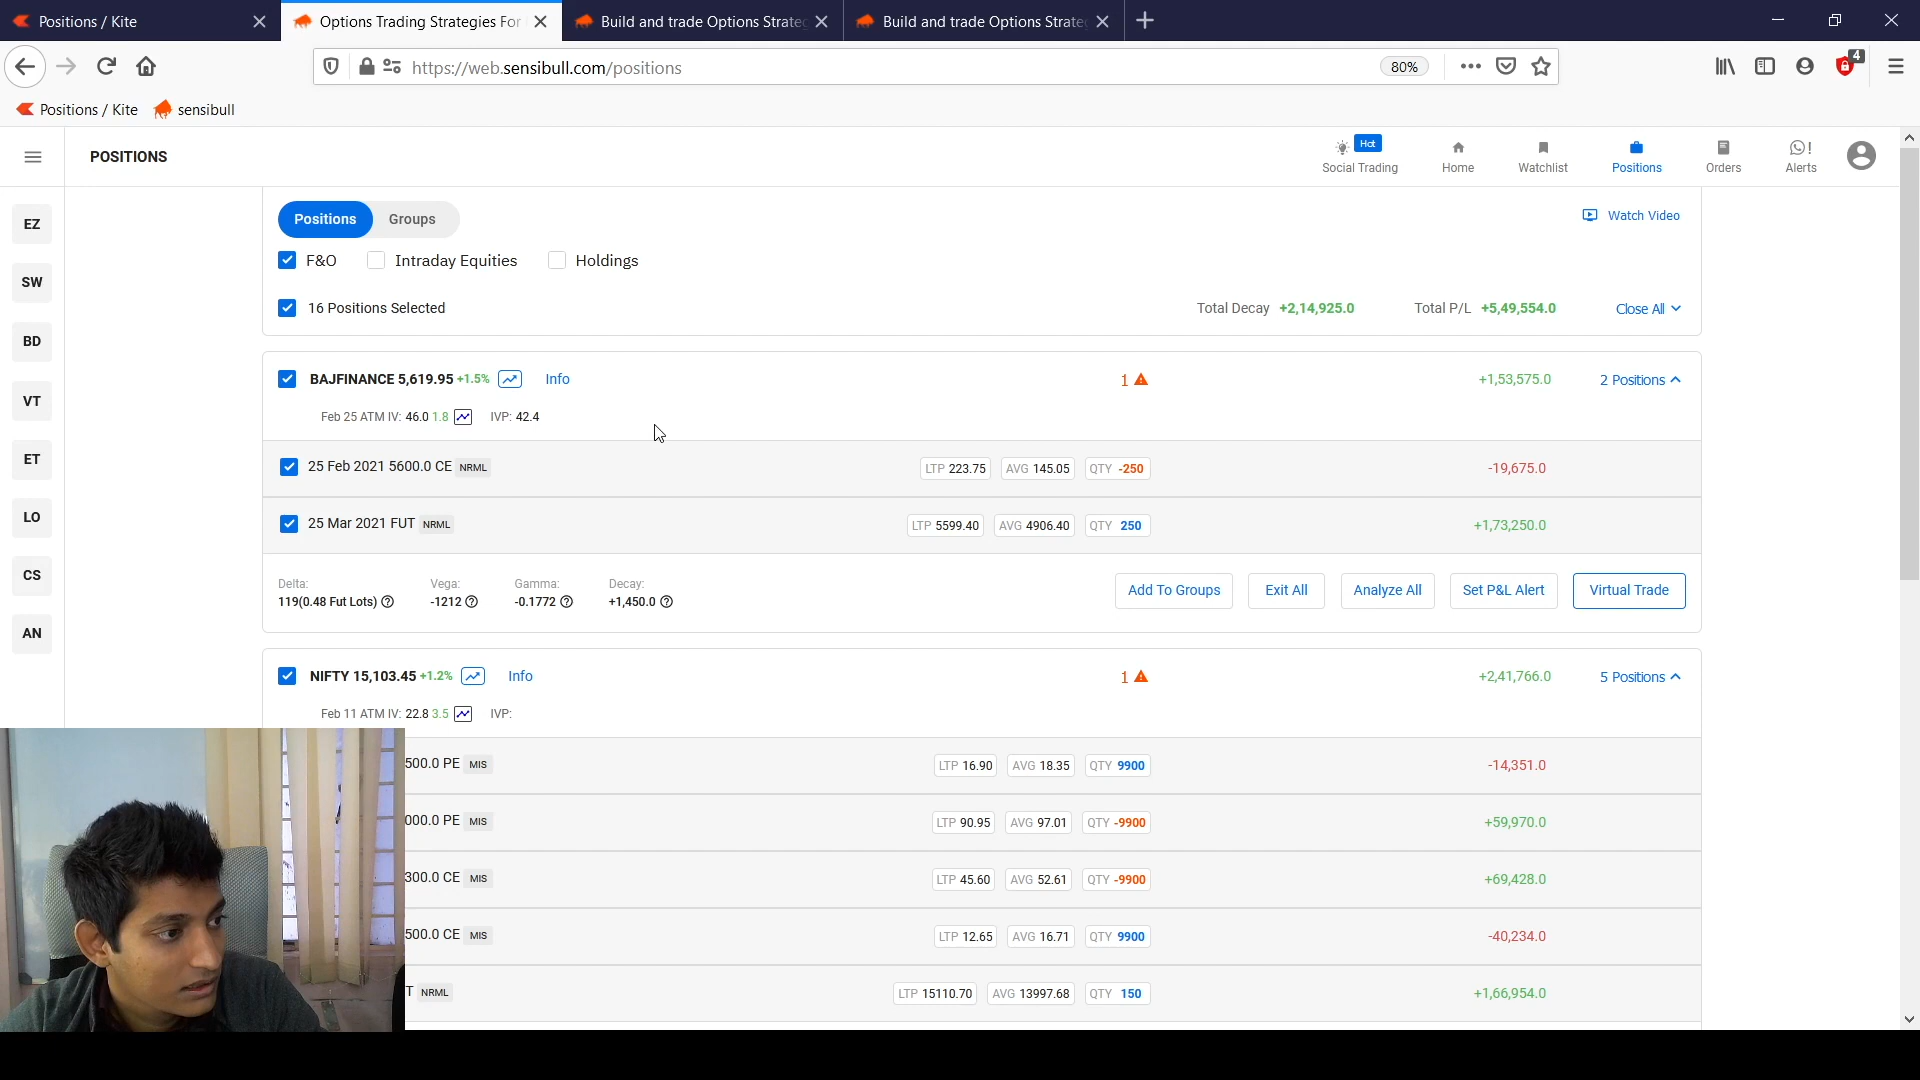 Positions / Kite
Options Trading Strategies For
Build and trade Options Strate
Build and trade Options Strate
https://web.sensibull.com/positions
80%
4
Positions / Kite
sensibull
POSITIONS
Hot
Social Trading
Home
Watchlist
Positions
Orders
Alerts
EZ
SW
BD
VT
ET
LO
CS
AN
Positions
Groups
Watch Video
F&O
Intraday Equities
Holdings
16 Positions Selected
Total Decay +2,14,925.0
Total P/L +5,49,554.0
Close All
BAJFINANCE 5,619.95 +1.5%
Info
1
+1,53,575.0
2 Positions
Feb 25 ATM IV: 46.0 1.8
IVP: 42.4
25 Feb 2021 5600.0 CE NRML
LTP 223.75
AVG 145.05
QTY -250
-19,675.0
25 Mar 2021 FUT NRML
LTP 5599.40
AVG 4906.40
QTY 250
+1,73,250.0
Delta:
119(0.48 Fut Lots)
Vega:
-1212
Gamma:
-0.1772
Decay:
+1,450.0
Add To Groups
Exit All
Analyze All
Set P&L Alert
Virtual Trade
NIFTY 15,103.45 +1.2%
Info
1
+2,41,766.0
5 Positions
Feb 11 ATM IV: 22.8 3.5
IVP:
500.0 PE MIS
LTP 16.90
AVG 18.35
QTY 9900
-14,351.0
000.0 PE MIS
LTP 90.95
AVG 97.01
QTY -9900
+59,970.0
300.0 CE MIS
LTP 45.60
AVG 52.61
QTY -9900
+69,428.0
500.0 CE MIS
LTP 12.65
AVG 16.71
QTY 9900
-40,234.0
T NRML
LTP 15110.70
AVG 13997.68
QTY 150
+1,66,954.0